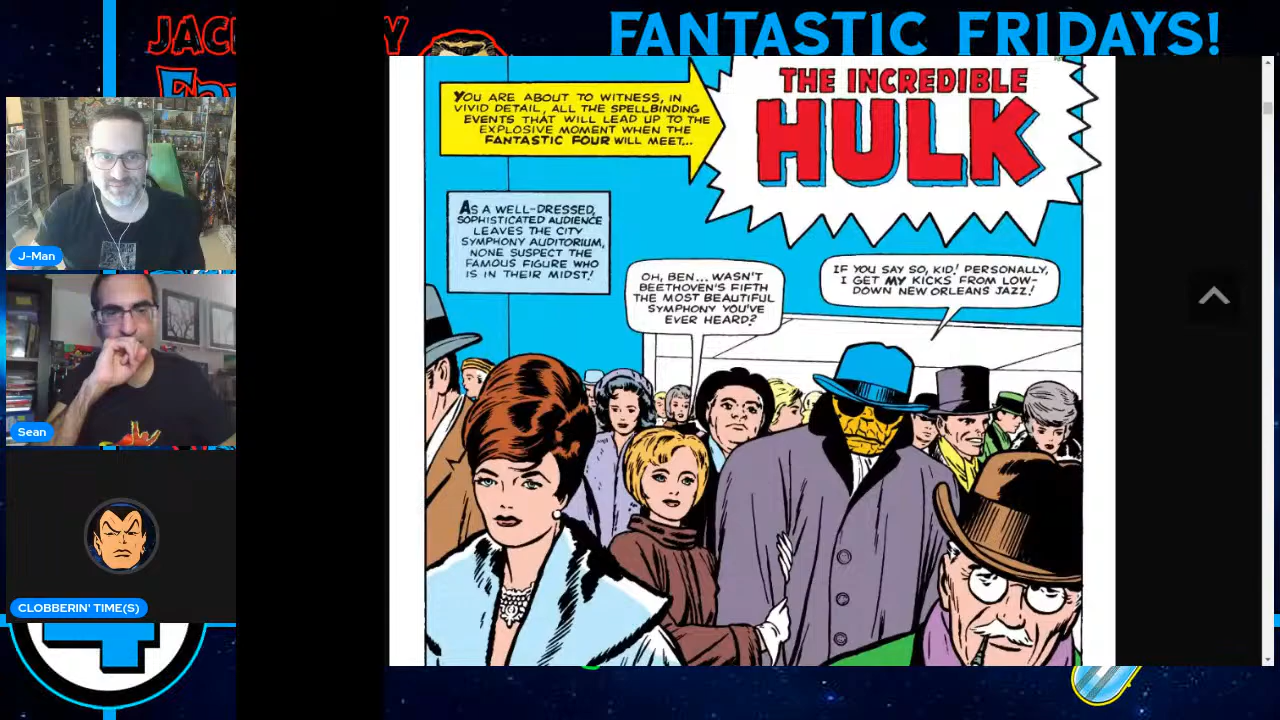 FANTASTIC FRIDAYS!
THE INCREDIBLE
HULK
YOU ARE ABOUT TO WITNESS, IN
VIVID DETAIL, ALL THE SPELLBINDING
EVENTS THAT WILL LEAD UP TO THE
EXPLOSIVE MOMENT WHEN THE
FANTASTIC FOUR WILL MEET...
AS A WELL-DRESSED,
SOPHISTICATED AUDIENCE
LEAVES THE CITY
SYMPHONY AUDITORIUM,
NONE SUSPECT THE
FAMOUS FIGURE WHO
IS IN THEIR MIDST!
OH, BEN... WASN'T
BEETHOVEN'S FIFTH
THE MOST BEAUTIFUL
SYMPHONY YOU'VE
EVER HEARD?
IF YOU SAY SO, KID! PERSONALLY,
I GET MY KICKS FROM LOW-
DOWN NEW ORLEANS JAZZ!
J-Man
Sean
CLOBBERIN' TIME(S)